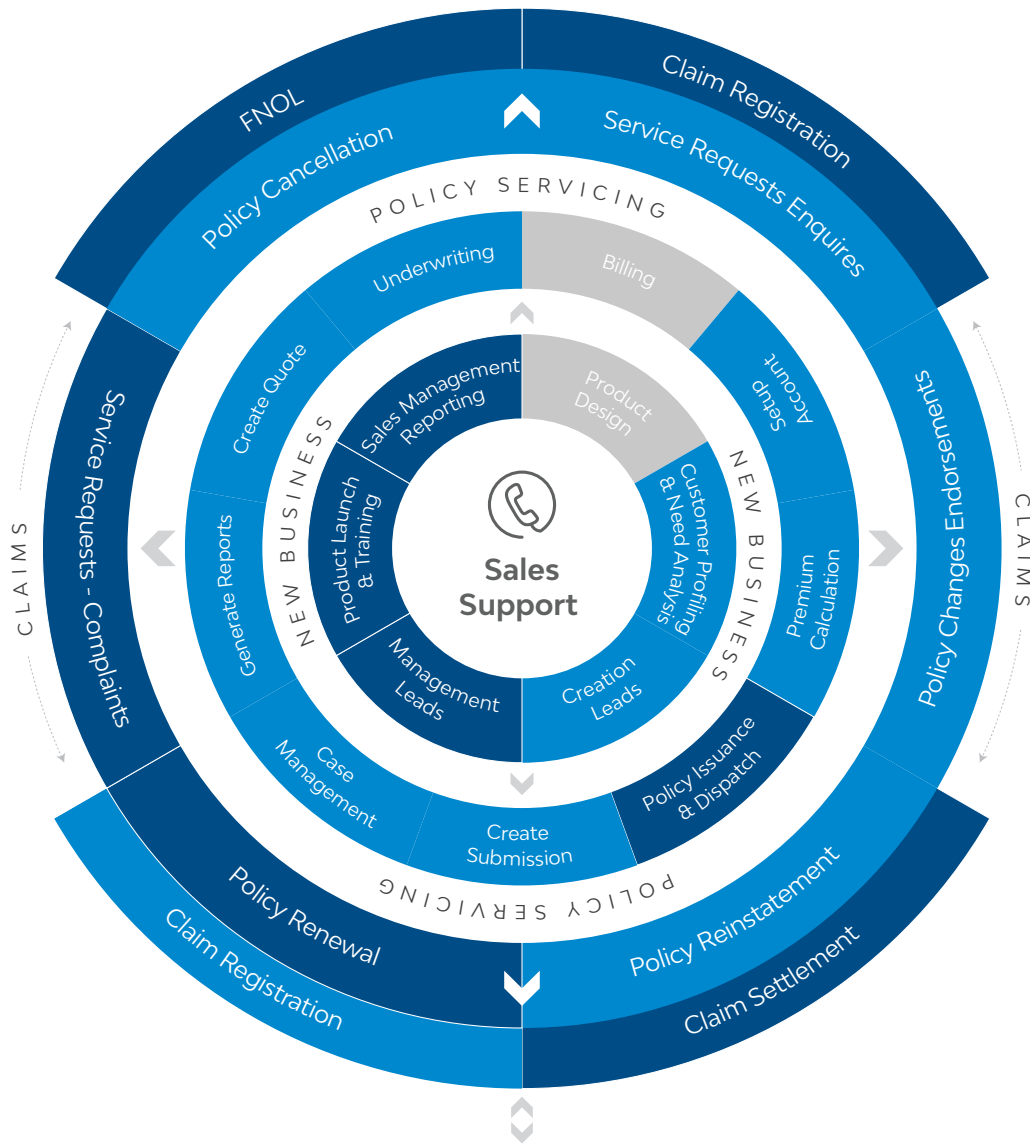 FNOL
Claim Registration
Policy Cancellation
Service Requests Enquires
POLICY SERVICING
Underwriting
Billing
Create Quote
Account
Setup
Sales Management
Reporting
Product
Design
NEW BUSINESS
NEW BUSINESS
Product Launch
& Training
Customer Profiling
& Need Analysis
Sales
Support
CLAIMS
CLAIMS
Service Requests - Complaints
Policy Changes Endorsements
Generate Reports
Premium
Calculation
Management
Leads
Creation
Leads
Case
Management
Create
Submission
Policy Issuance
& Dispatch
POLICY SERVICING
Policy Renewal
Policy Reinstatement
Claim Registration
Claim Settlement